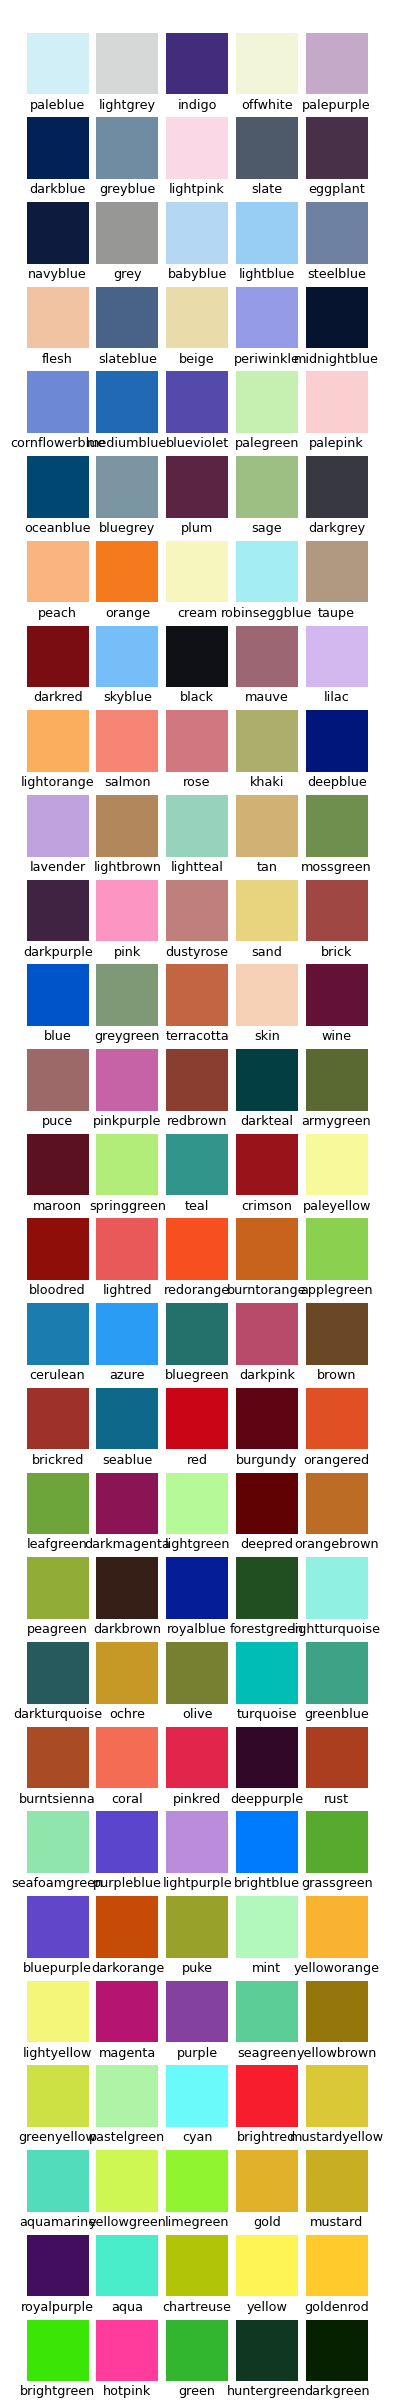 paleblue lightgrey indigo offwhite palepurple
darkblue greyblue lightpink slate eggplant
navyblue grey babyblue lightblue steelblue
flesh slateblue beige periwinkle midnightblue
cornflowerblue mediumblue blueviolet palegreen palepink
oceanblue bluegrey plum sage darkgrey
peach orange cream robinseggblue taupe
darkred skyblue black mauve lilac
lightorange salmon rose khaki deepblue
lavender lightbrown lightteal tan mossgreen
darkpurple pink dustyrose sand brick
blue greygreen terracotta skin wine
puce pinkpurple redbrown darkteal armygreen
maroon springgreen teal crimson paleyellow
bloodred lightred redorange burntorange applegreen
cerulean azure bluegreen darkpink brown
brickred seablue red burgundy orangered
leafgreen darkmagenta lightgreen deepred orangebrown
peagreen darkbrown royalblue forestgreen lightturquoise
darkturquoise ochre olive turquoise greenblue
burntsienna coral pinkred deeppurple rust
seafoamgreen purpleblue lightpurple brightblue grassgreen
bluepurple darkorange puke mint yelloworange
lightyellow magenta purple seagreen yellowbrown
greenyellow pastelgreen cyan brightred mustardyellow
aquamarine yellowgreen limegreen gold mustard
royalpurple aqua chartreuse yellow goldenrod
brightgreen hotpink green huntergreen darkgreen